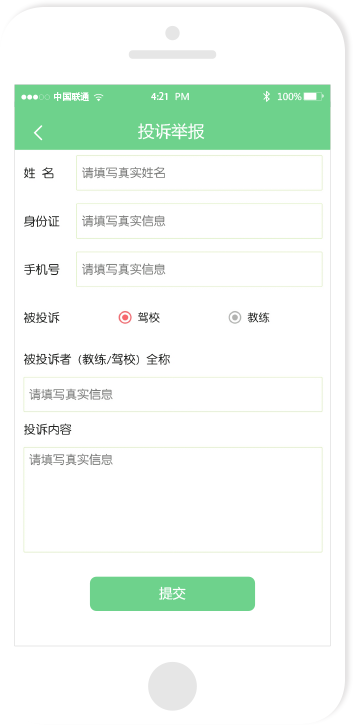 中国联通 4:21 PM 100%
投诉举报
姓 名 请填写真实姓名
身份证 请填写真实信息
手机号 请填写真实信息
被投诉 驾校 教练
被投诉者 (教练/驾校) 全称
请填写真实信息
投诉内容
请填写真实信息
提交